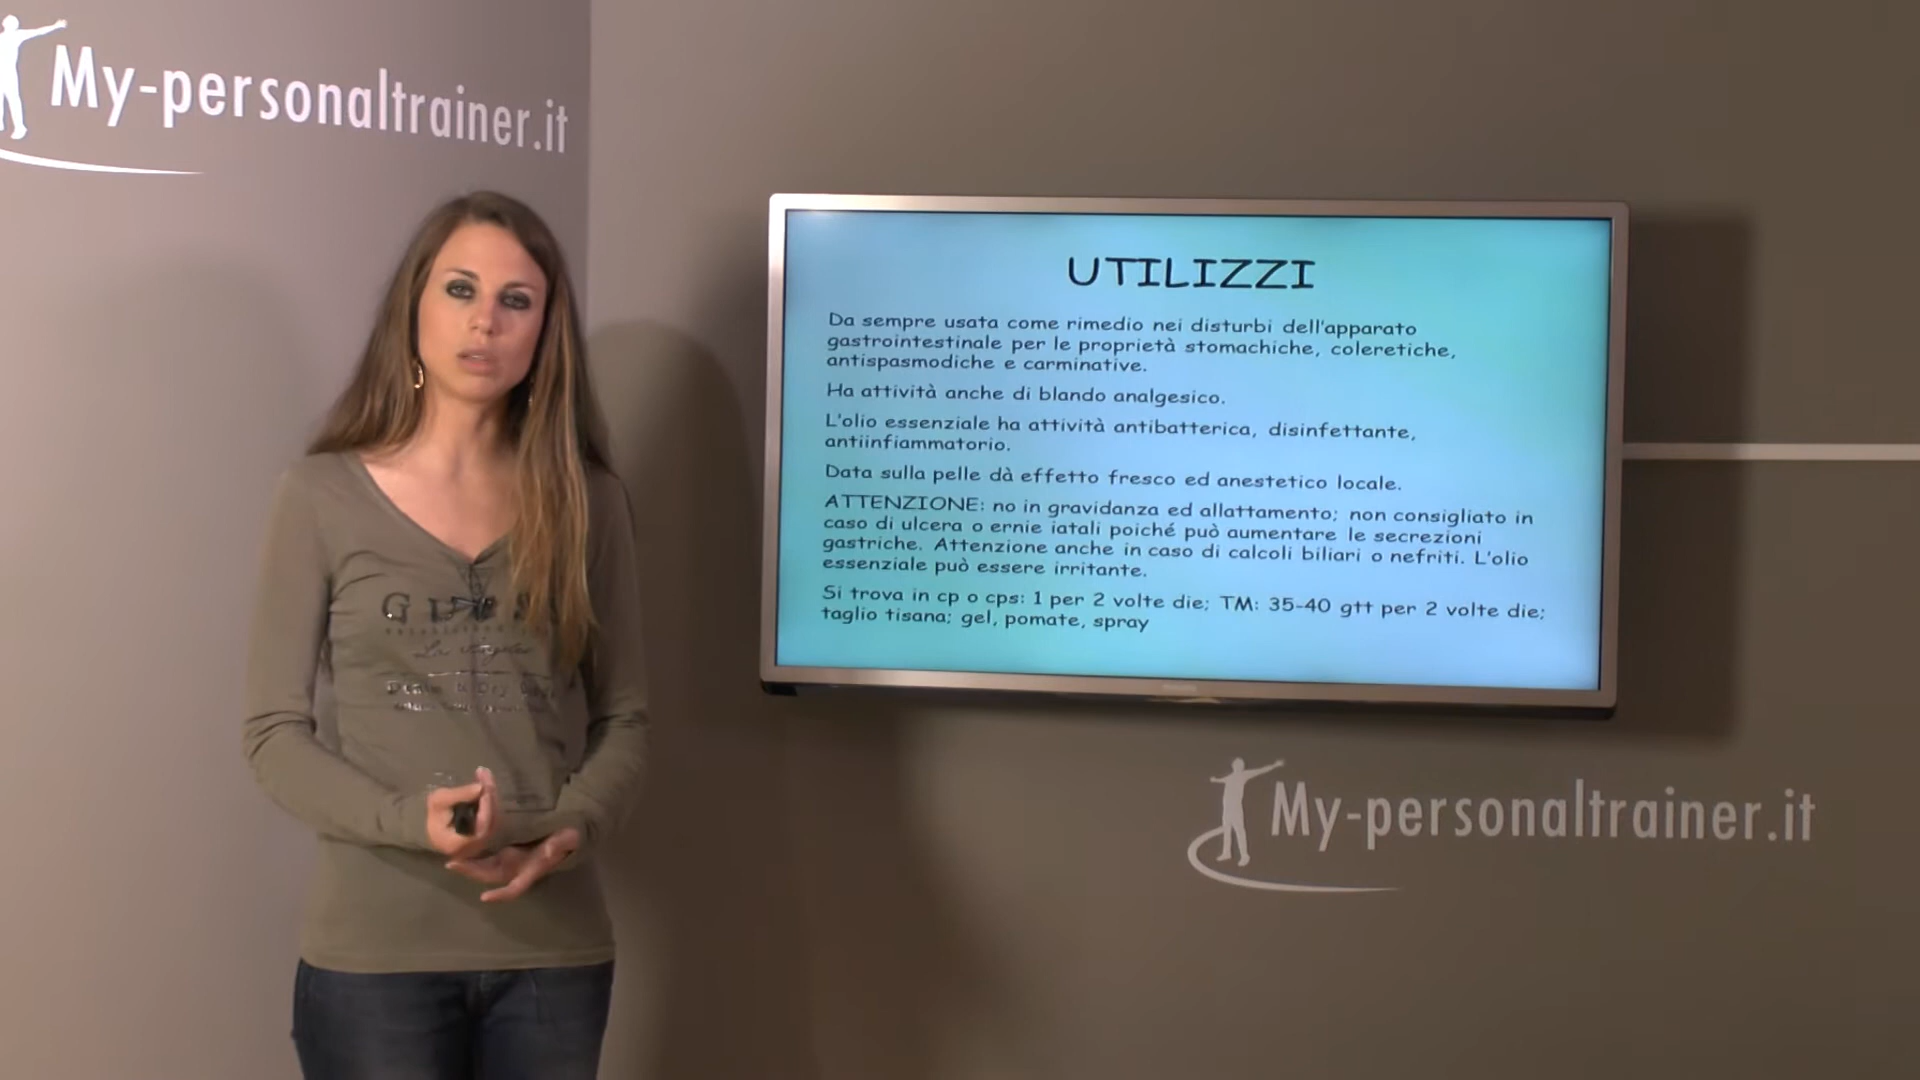 My-personaltrainer.it
UTILIZZI
Da sempre usata come rimedio nei disturbi dell'apparato
gastrointestinale per le proprietà stomachiche, coleretiche,
antispasmodiche e carminative.
Ha attività anche di blando analgesico.
L'olio essenziale ha attività antibatterica, disinfettante,
antiinfiammatorio.
Data sulla pelle dà effetto fresco ed anestetico locale.
ATTENZIONE: no in gravidanza ed allattamento; non consigliato in
caso di ulcera o ernie iatali poiché può aumentare le secrezioni
gastriche. Attenzione anche in caso di calcoli biliari o nefriti. L'olio
essenziale può essere irritante.
Si trova in cp o cps: 1 per 2 volte die; TM: 35-40 gtt per 2 volte die;
taglio tisana; gel, pomate, spray
Los Angeles
My-personaltrainer.it